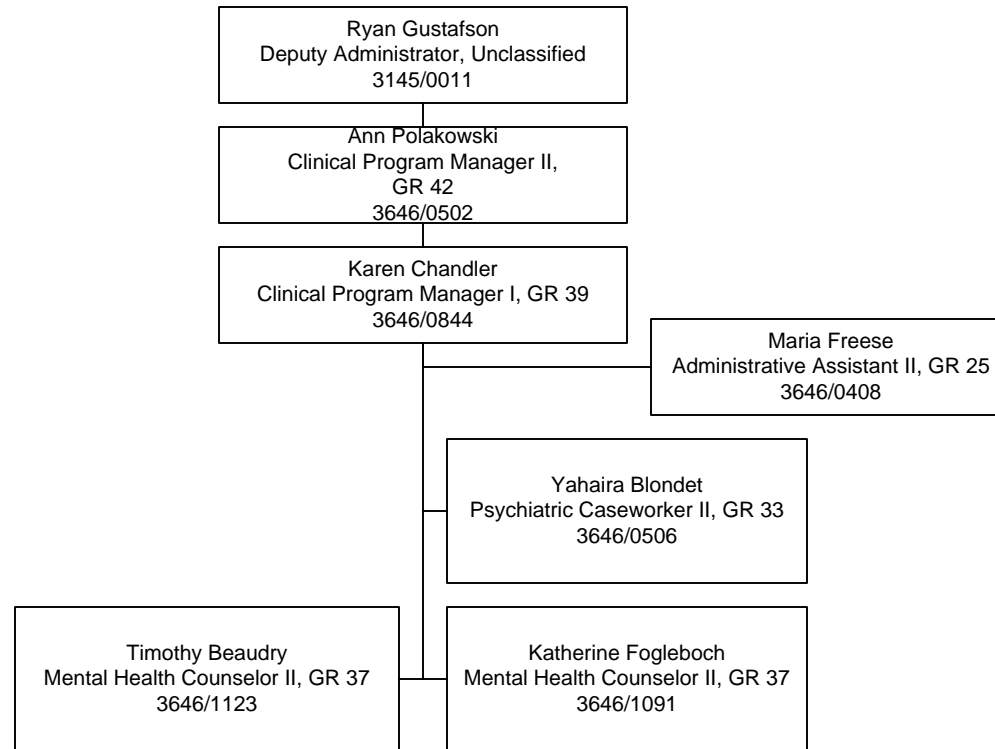 Ryan Gustafson
Deputy Administrator, Unclassified
3145/0011
Ann Polakowski
Clinical Program Manager II,
GR 42
3646/0502
Karen Chandler
Clinical Program Manager I, GR 39
3646/0844
Maria Freese
Administrative Assistant II, GR 25
3646/0408
Yahaira Blondet
Psychiatric Caseworker II, GR 33
3646/0506
Timothy Beaudry
Mental Health Counselor II, GR 37
3646/1123
Katherine Fogleboch
Mental Health Counselor II, GR 37
3646/1091